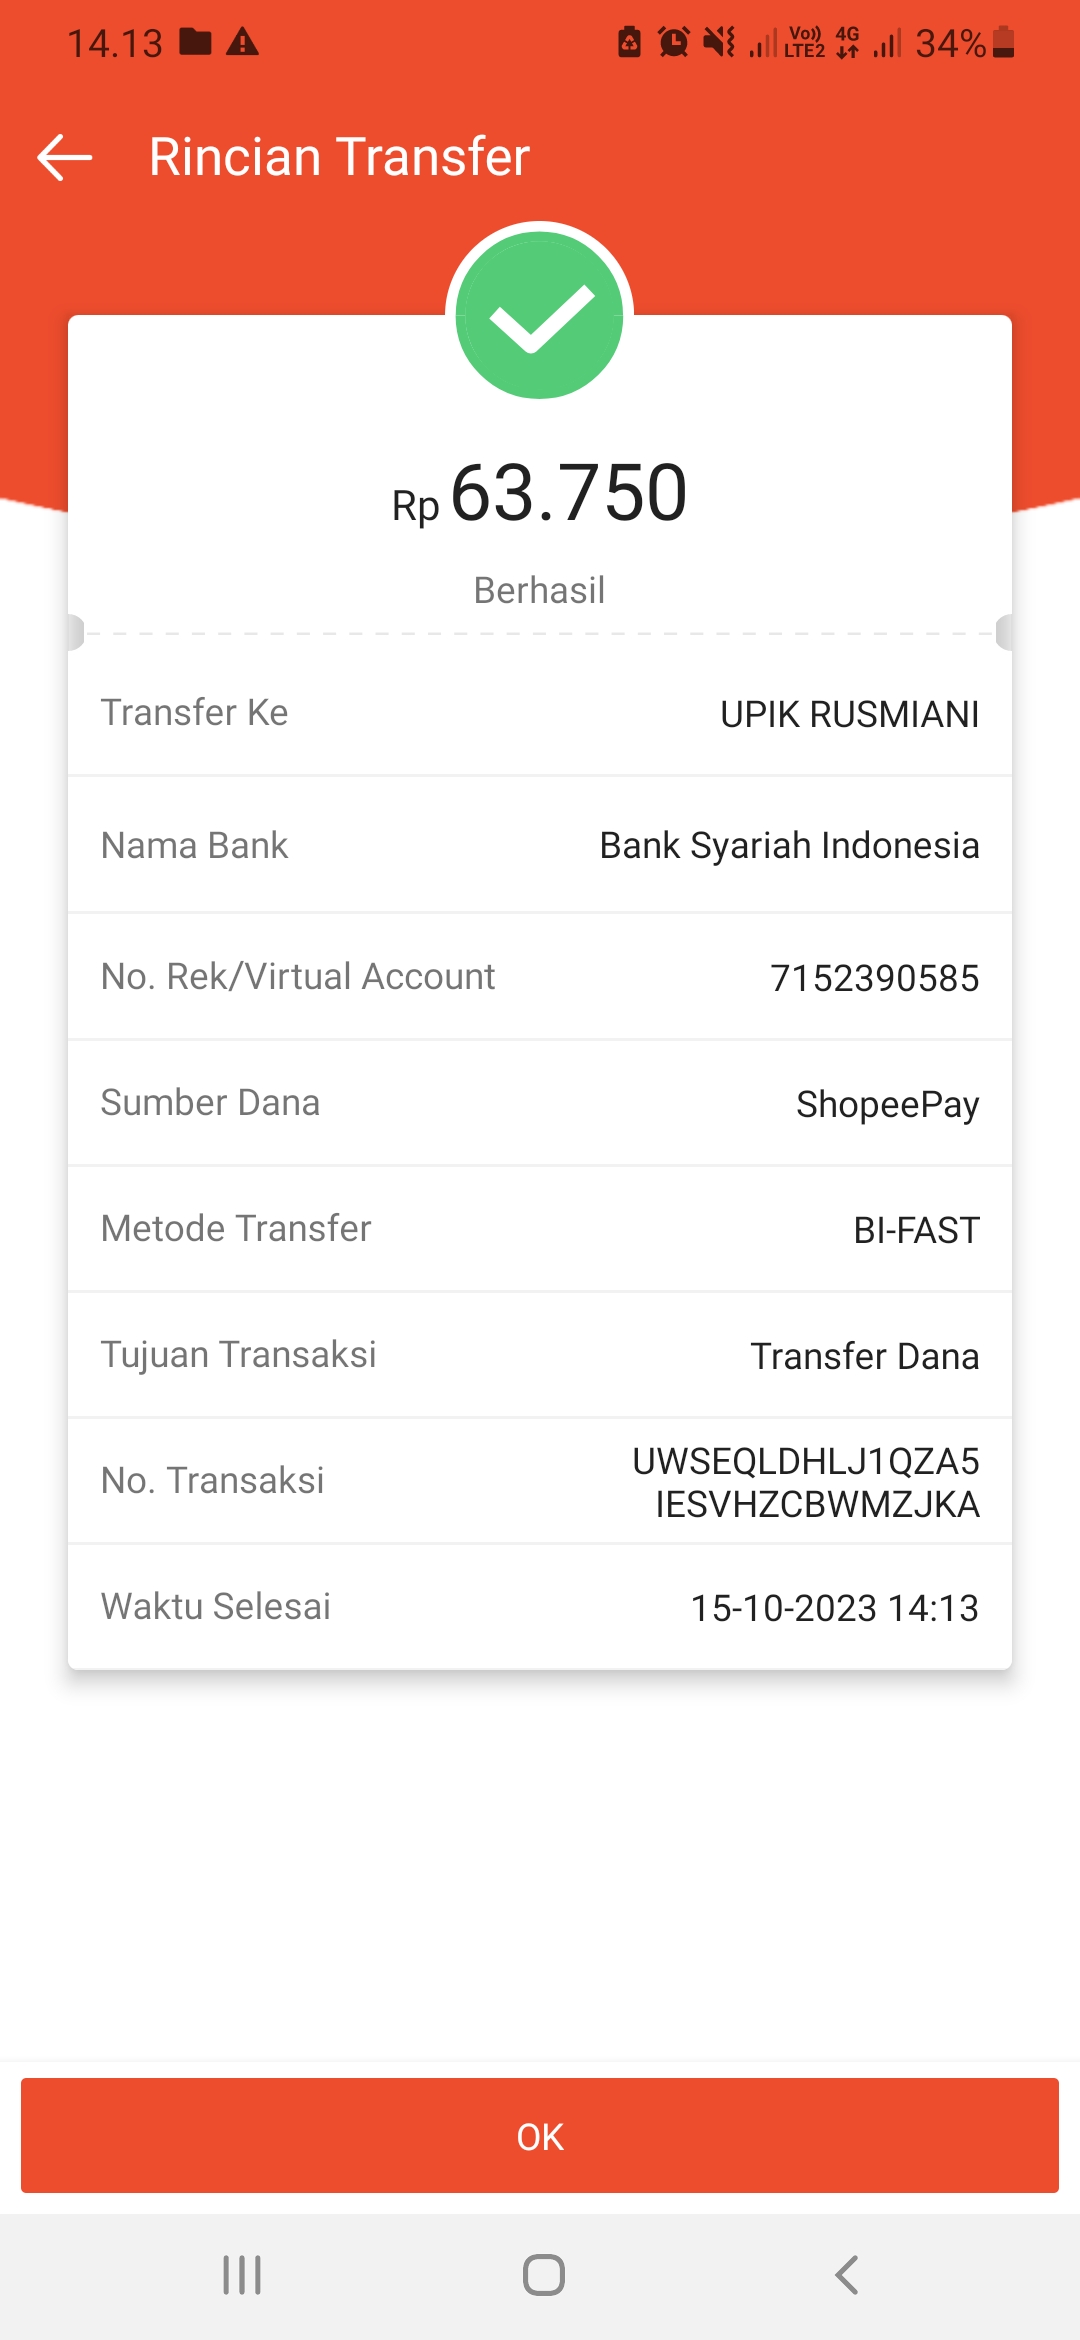 14.13
Vo)) LTE2 4G 34%
Rincian Transfer
Rp 63.750
Berhasil
Transfer Ke UPIK RUSMIANI
Nama Bank Bank Syariah Indonesia
No. Rek/Virtual Account 7152390585
Sumber Dana ShopeePay
Metode Transfer BI-FAST
Tujuan Transaksi Transfer Dana
No. Transaksi UWSEQLDHLJ1QZA5
IESVHZCBWMZJKA
Waktu Selesai 15-10-2023 14:13
OK